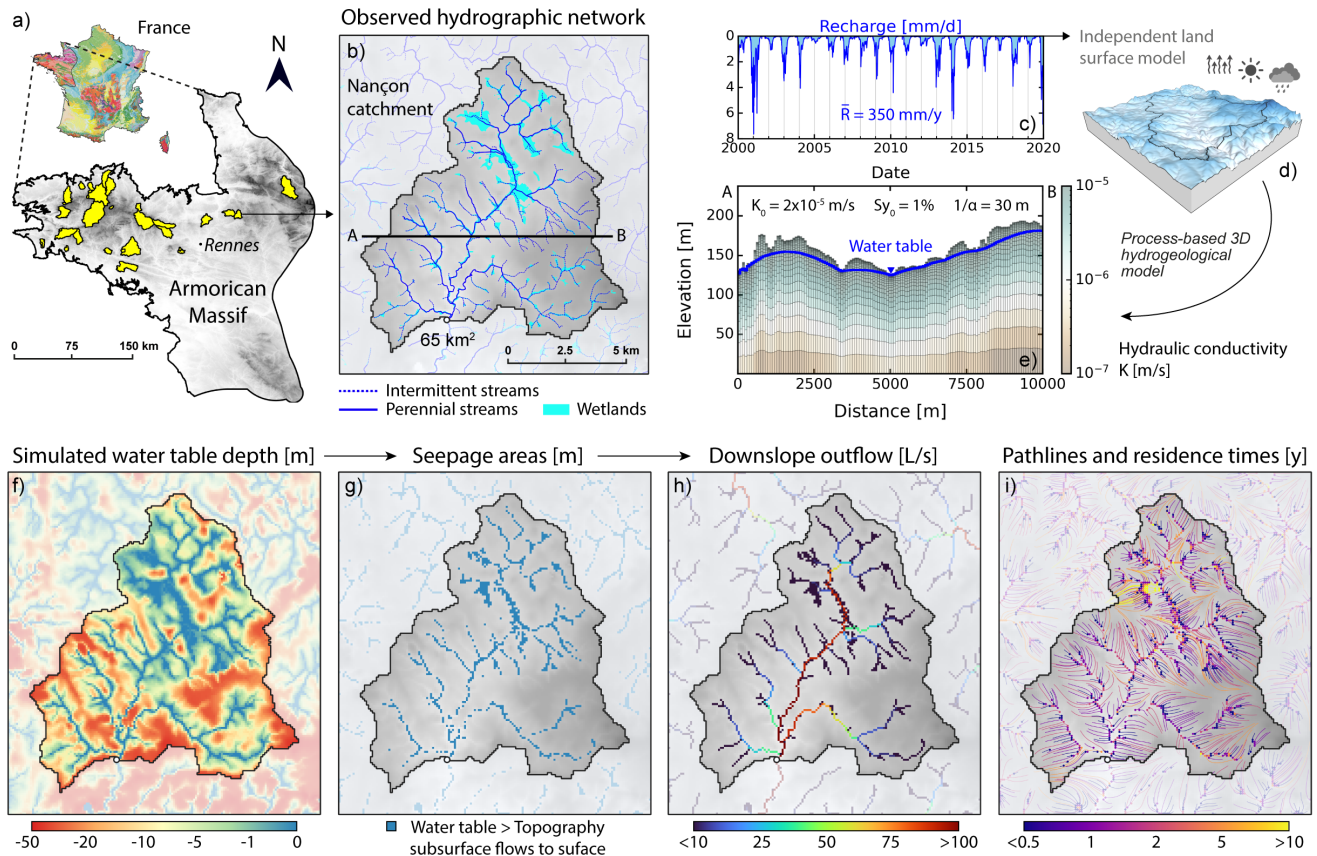 a)
France
N
Rennes
Armorican
Massif
0 75 150 km
Observed hydrographic network
b)
Nançon
catchment
A B
65 km²
0 2.5 5 km
Intermittent streams
Perennial streams
Wetlands
Recharge [mm/d]
0
2
4
6
8
R̅ = 350 mm/y
c)
2000 2005 2010 2015 2020
Date
Independent land
surface model
d)
Process-based 3D
hydrogeological
model
A B
K₀ = 2x10⁻⁵ m/s Sy₀ = 1% 1/α = 30 m
Water table
Elevation [m]
200
150
100
50
e)
0 2500 5000 7500 10000
Distance [m]
10⁻⁵
10⁻⁶
10⁻⁷
Hydraulic conductivity
K [m/s]
Simulated water table depth [m]
f)
-50 -20 -10 -5 -1 0
Seepage areas [m]
g)
Water table > Topography
subsurface flows to suface
Downslope outflow [L/s]
h)
<10 25 50 75 >100
Pathlines and residence times [y]
i)
<0.5 1 2 5 >10